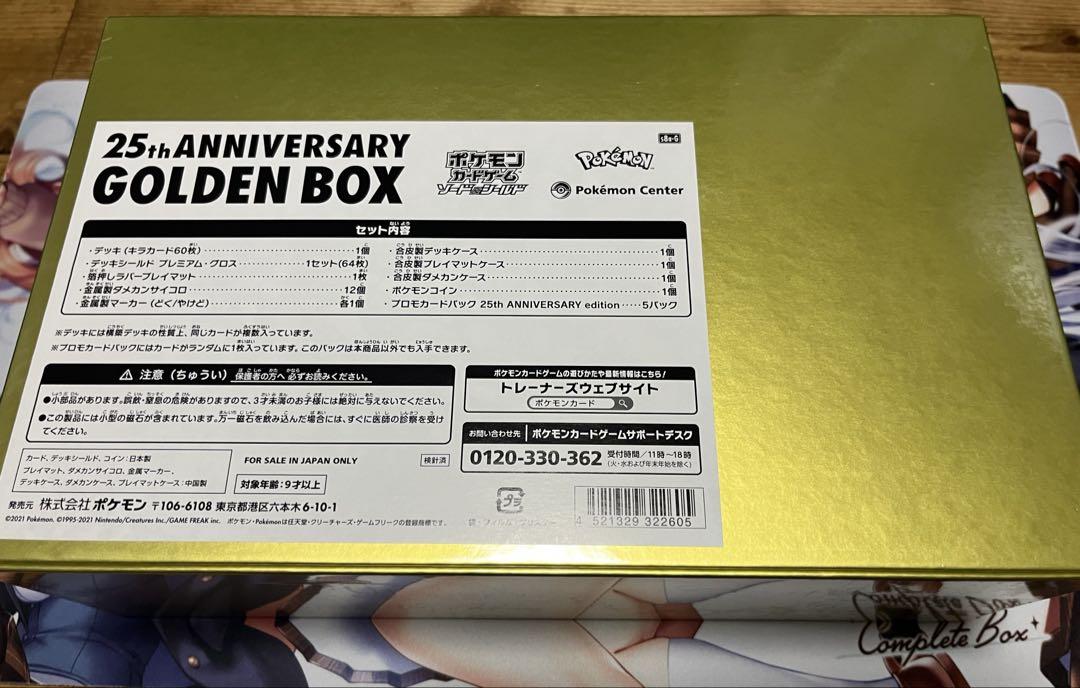 25th ANNIVERSARY
GOLDEN BOX
ポケモン
カードゲーム
ソード&シールド
s8a-G
Pokémon
Pokémon Center
セット内容
・デッキ(キラカード60枚) 1個
・デッキシールド プレミアム・グロス 1セット(64枚)
・箔押しラバープレイマット 1枚
・金属製ダメカンサイコロ 12個
・金属製マーカー(どく/やけど) 各1個
・合皮製デッキケース 1個
・合皮製プレイマットケース 1個
・合皮製ダメカンケース 1個
・ポケモンコイン 1個
・プロモカードパック 25th ANNIVERSARY edition 5パック
※デッキには構築デッキの性質上、同じカードが複数入っています。
※プロモカードパックにはカードがランダムに1枚入っています。このパックは本商品以外でも入手できます。
注意(ちゅうい) 保護者の方へ 必ずお読みください。
●小部品があります。誤飲・窒息の危険がありますので、3才未満のお子様には絶対に与えないでください。
●この製品には小型の磁石が含まれています。万一磁石を飲み込んだ場合には、すぐに医師の診察を受け
てください。
ポケモンカードゲームの遊びかたや最新情報はこちら!
トレーナーズウェブサイト
ポケモンカード
お問い合わせ先 ポケモンカードゲームサポートデスク
0120-330-362 受付時間/11時〜18時
(火・水および年末年始を除く)
カード、デッキシールド、コイン:日本製
プレイマット、ダメカンサイコロ、金属マーカー、
デッキケース、ダメカンケース、プレイマットケース:中国製
FOR SALE IN JAPAN ONLY
検針済
対象年齢:9才以上
発売元 株式会社ポケモン 〒106-6108 東京都港区六本木6-10-1
©2021 Pokémon. ©1995-2021 Nintendo/Creatures Inc./GAME FREAK inc. ポケモン・Pokémonは任天堂・クリーチャーズ・ゲームフリークの登録商標です。
プラ
4 521329 322605
Complete Box